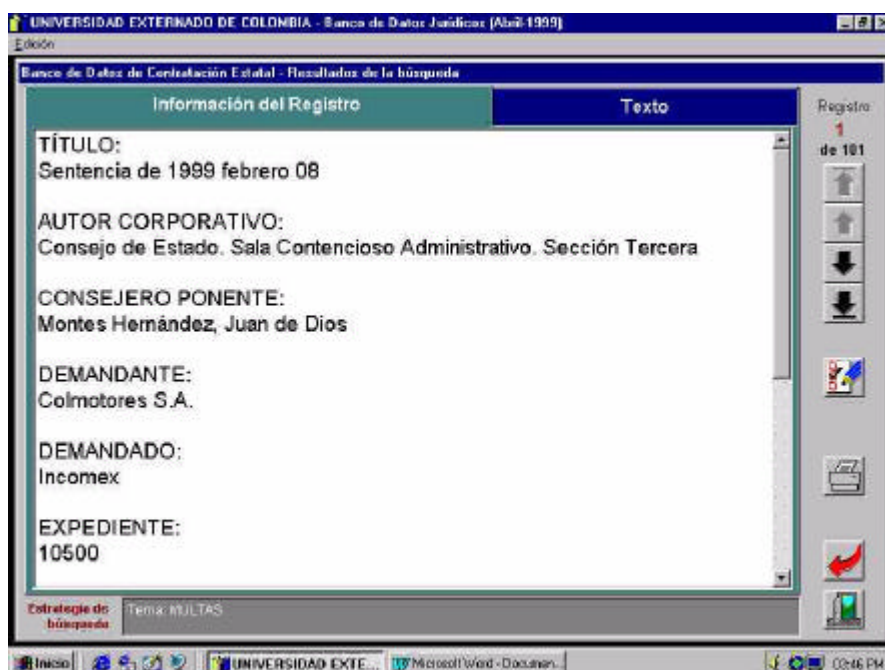 UNIVERSIDAD EXTERNADO DE COLOMBIA - Banco de Datos Jurídicos (Abril-1999)
Edición
Banco de Datos de Contratación Estatal - Resultados de la búsqueda
Información del Registro
Texto
Registro
1
de 101
TÍTULO:
Sentencia de 1999 febrero 08
AUTOR CORPORATIVO:
Consejo de Estado. Sala Contencioso Administrativo. Sección Tercera
CONSEJERO PONENTE:
Montes Hernández, Juan de Dios
DEMANDANTE:
Colmotores S.A.
DEMANDADO:
Incomex
EXPEDIENTE:
10500
Estrategia de
búsqueda
Tema: MULTAS
Inicio
UNIVERSIDAD EXTE...
Microsoft Word - Documen...
03:46 PM